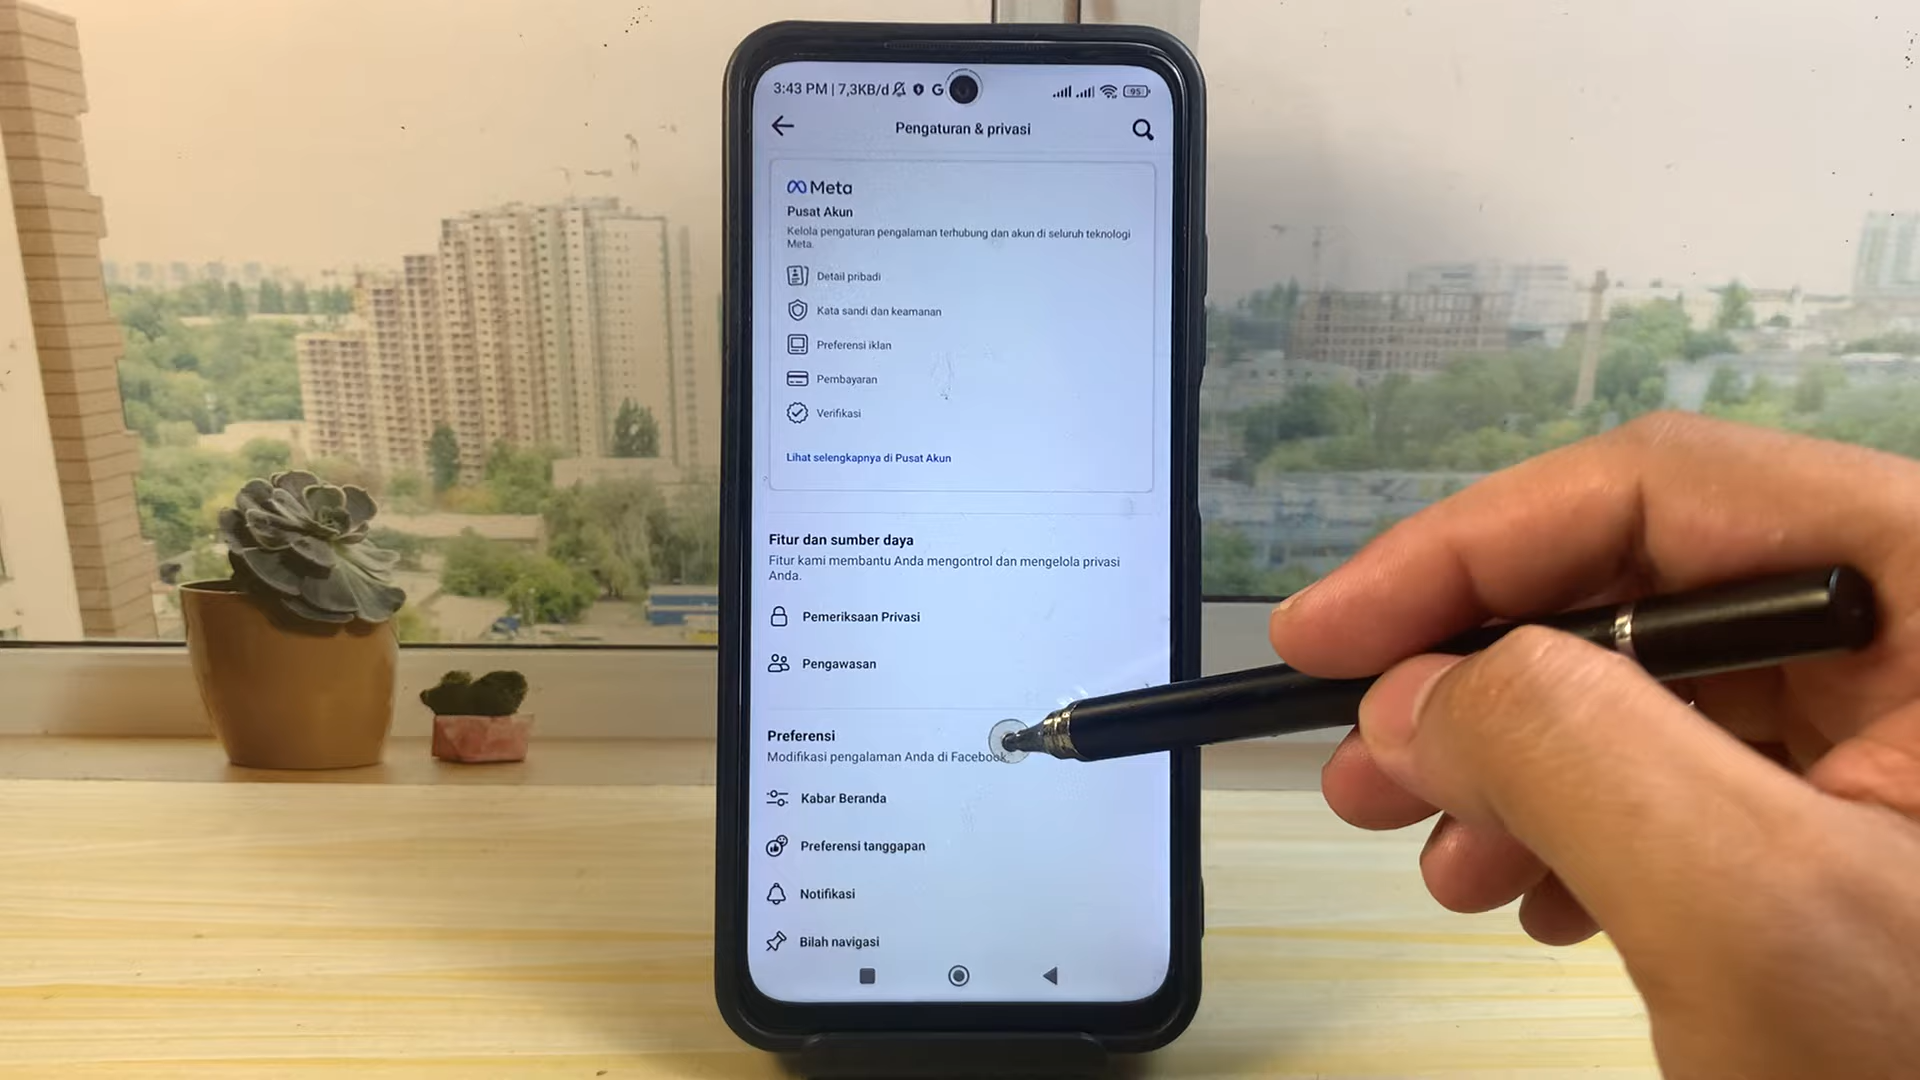 3:43 PM | 7,3KB/d G 95
Pengaturan & privasi
Meta
Pusat Akun
Kelola pengaturan pengalaman terhubung dan akun di seluruh teknologi
Meta.
Detail pribadi
Kata sandi dan keamanan
Preferensi iklan
Pembayaran
Verifikasi
Lihat selengkapnya di Pusat Akun
Fitur dan sumber daya
Fitur kami membantu Anda mengontrol dan mengelola privasi
Anda.
Pemeriksaan Privasi
Pengawasan
Preferensi
Modifikasi pengalaman Anda di Facebook.
Kabar Beranda
Preferensi tanggapan
Notifikasi
Bilah navigasi